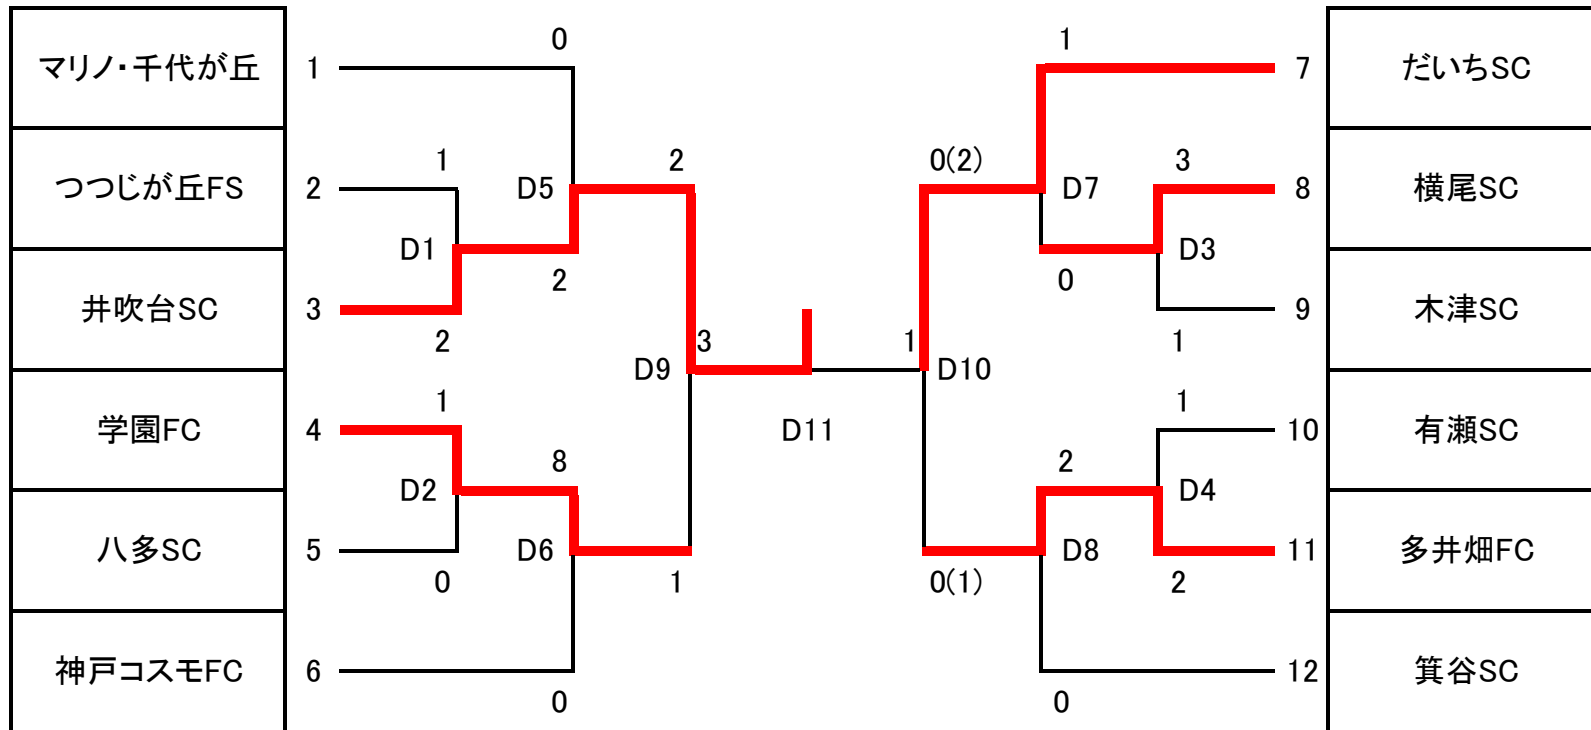 0 1
マリノ・千代が丘 1 7 だいちSC
1 2 0(2) 3
つつじが丘FS 2 D5 D7 8 横尾SC
D1 D3
2 0
井吹台SC 3 9 木津SC
2 3 1 1
D9 D10
1 1
学園FC 4 D11 10 有瀬SC
8 2
D2 D4
八多SC 5 D6 D8 11 多井畑FC
0 1 0(1) 2
神戸コスモFC 6 12 箕谷SC
0 0